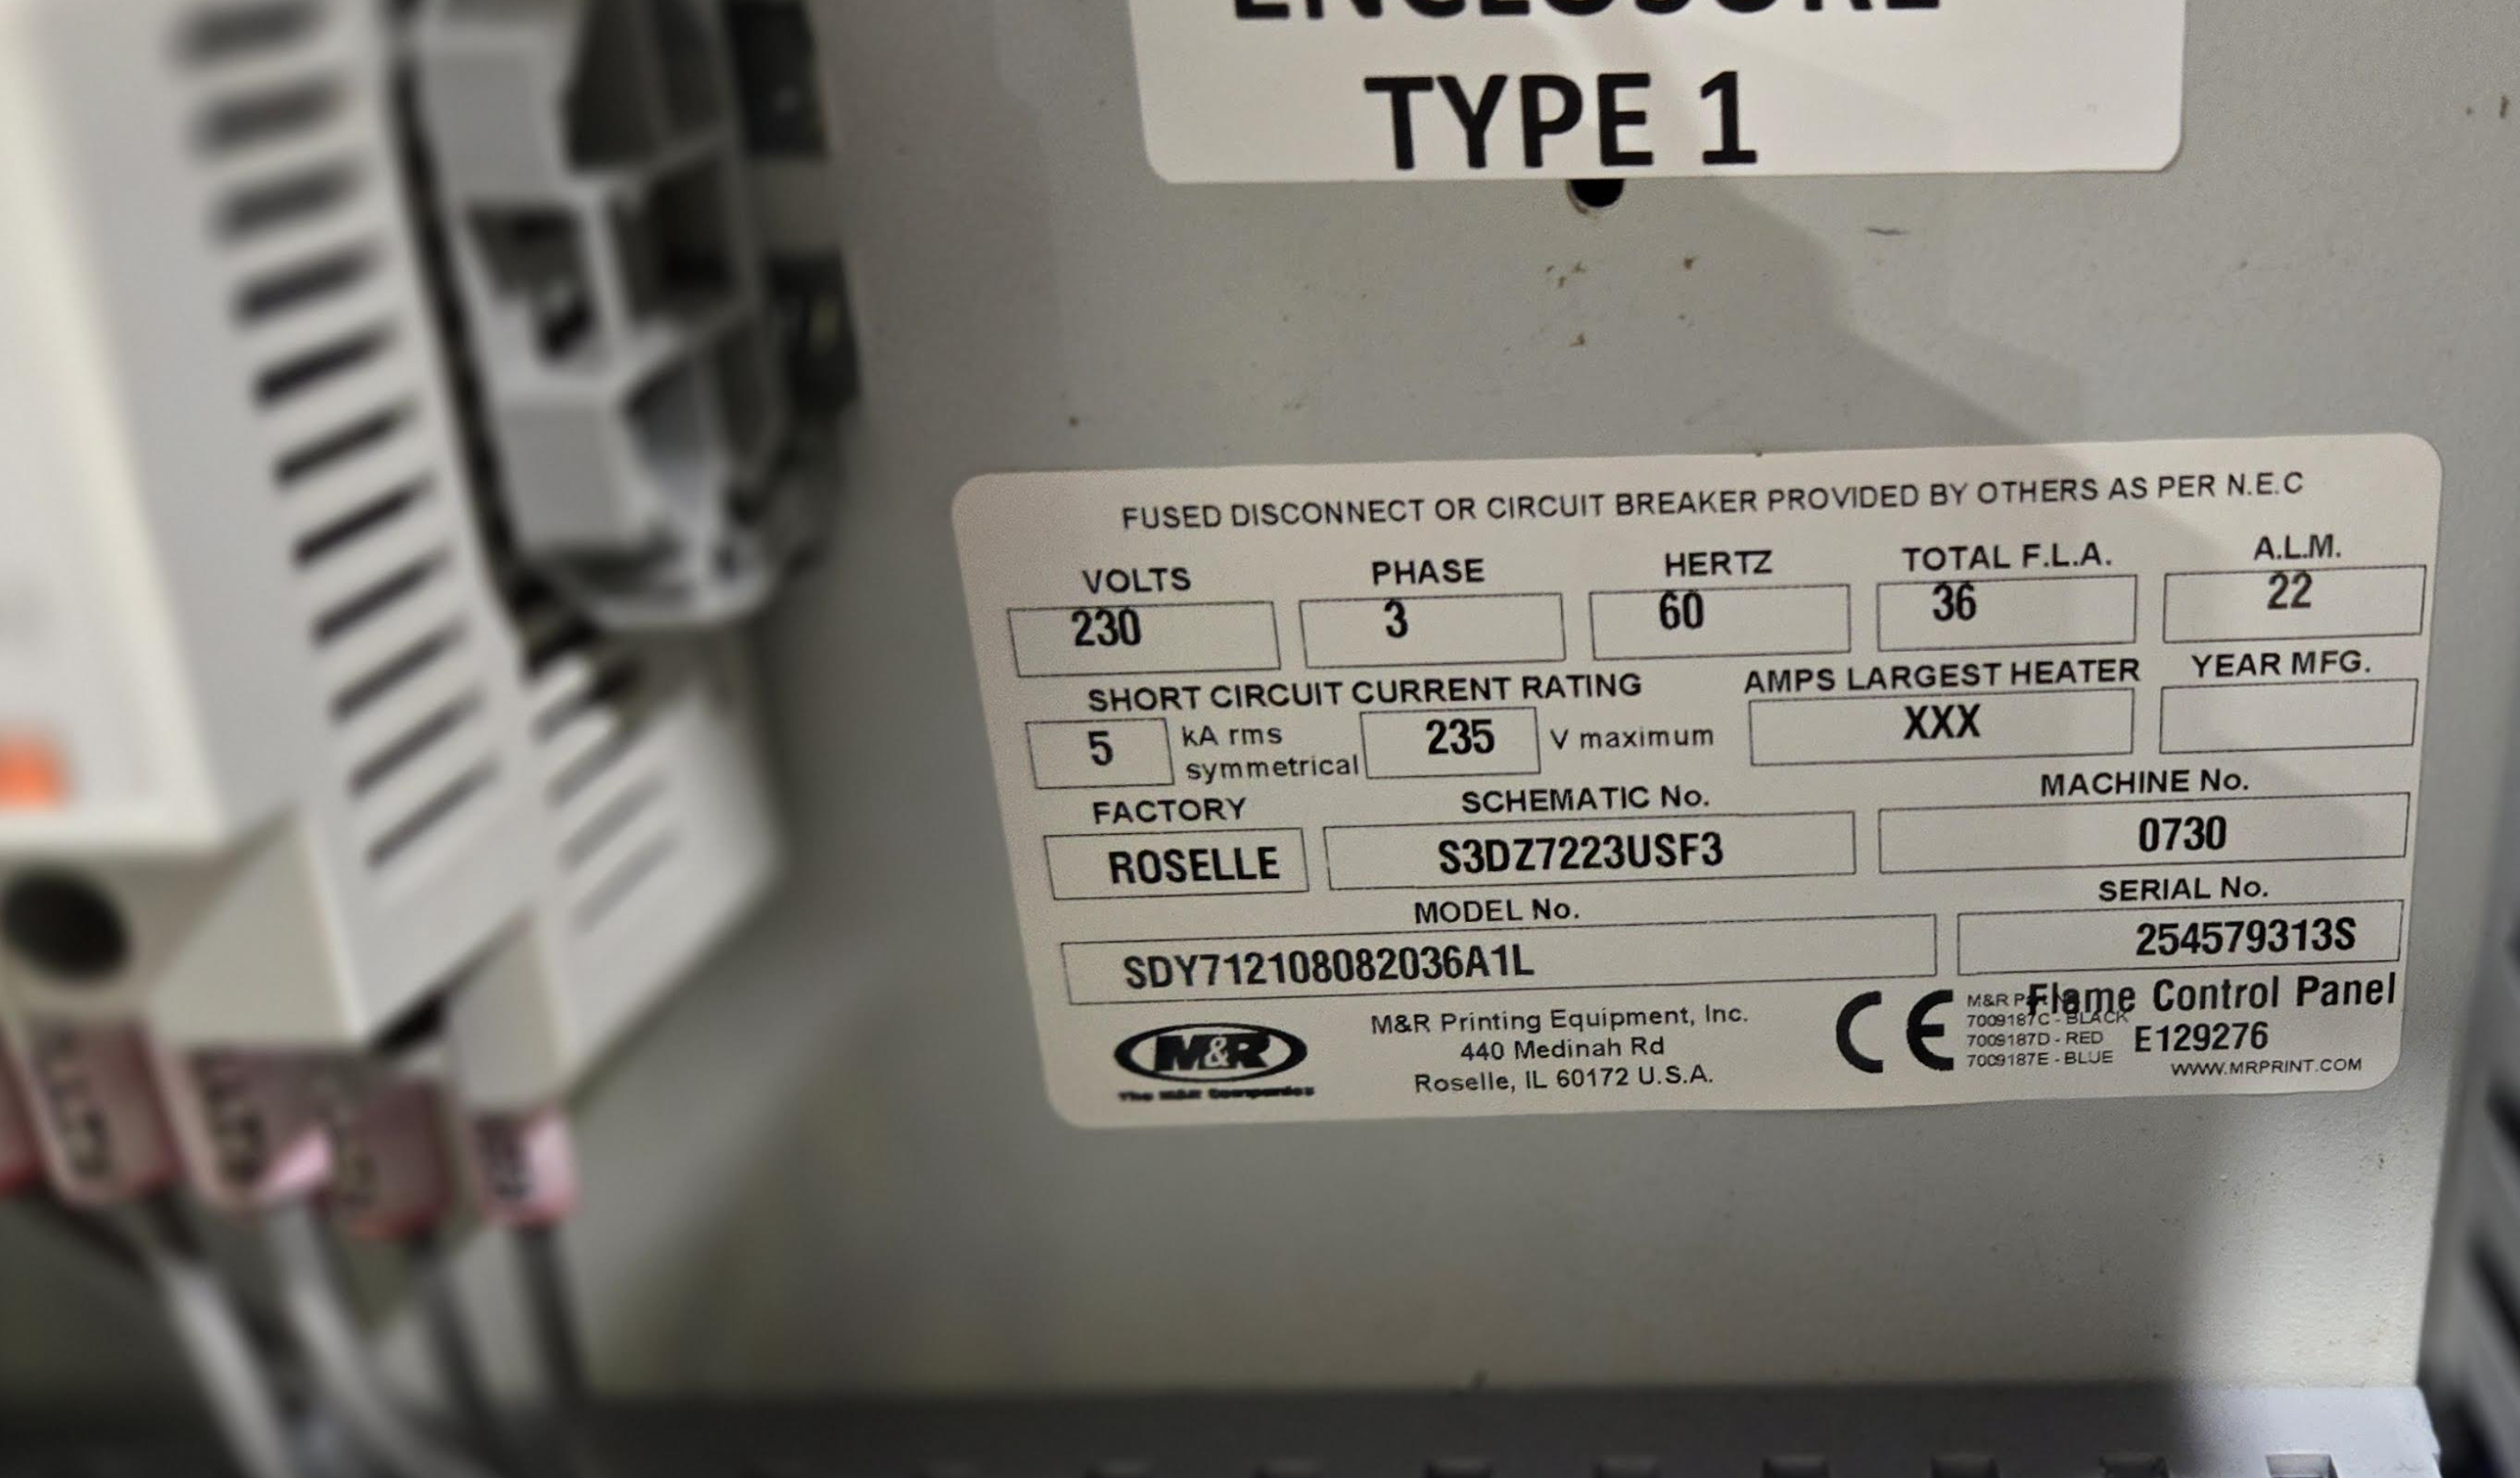 TYPE 1
FUSED DISCONNECT OR CIRCUIT BREAKER PROVIDED BY OTHERS AS PER N.E.C
VOLTS PHASE HERTZ TOTAL F.L.A. A.L.M.
230 3 60 36 22
SHORT CIRCUIT CURRENT RATING AMPS LARGEST HEATER YEAR MFG.
5 kA rms symmetrical 235 V maximum XXX
FACTORY SCHEMATIC No. MACHINE No.
ROSELLE S3DZ7223USF3 0730
MODEL No. SERIAL No.
SDY712108082036A1L 254579313S
M&R
The M&R Companies
M&R Printing Equipment, Inc.
440 Medinah Rd
Roselle, IL 60172 U.S.A.
CE
M&R Flame Control Panel
7009187C - BLACK
7009187D - RED
7009187E - BLUE
E129276
WWW.MRPRINT.COM